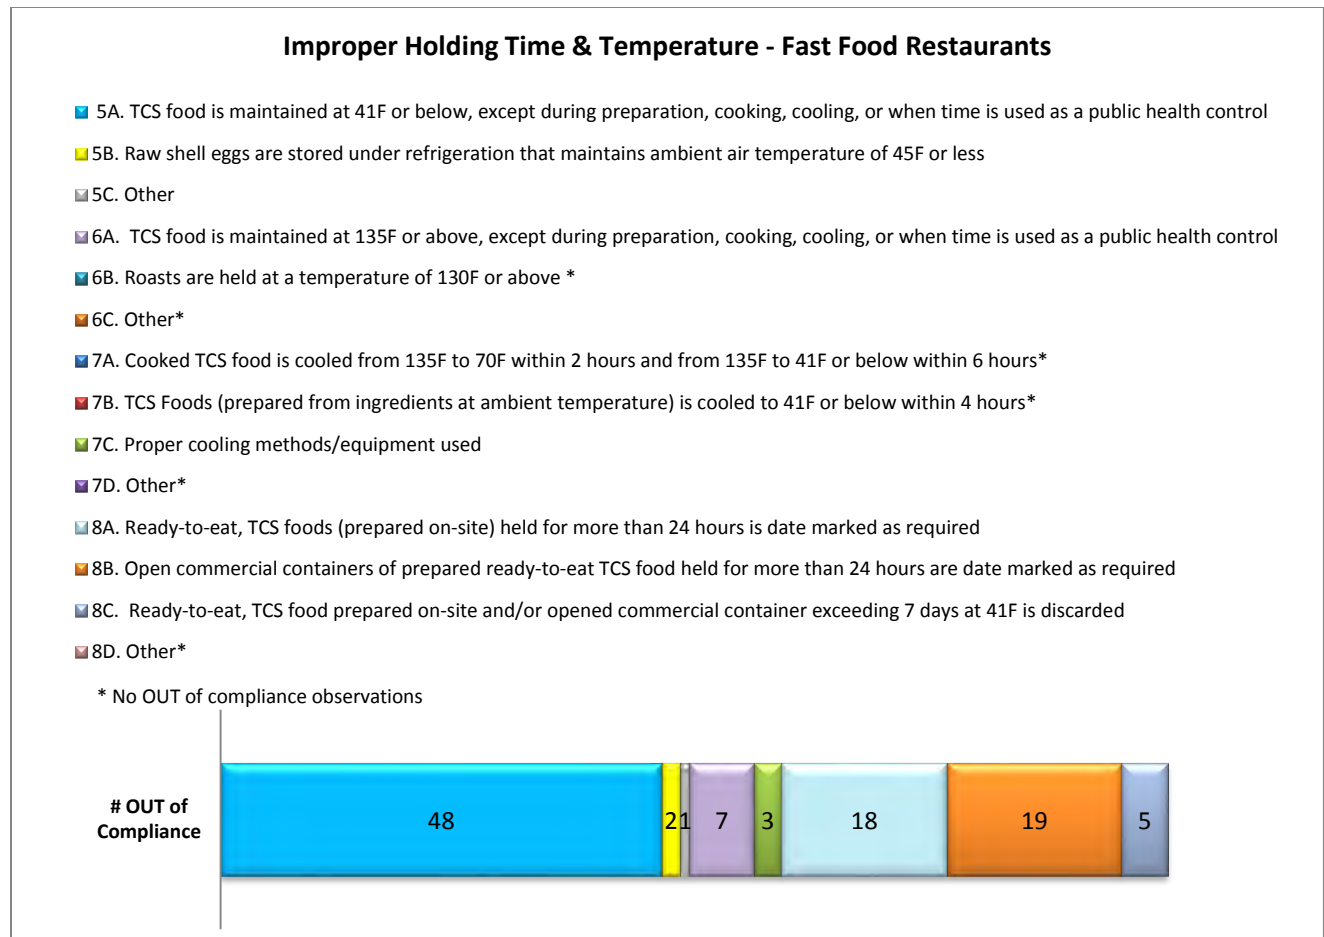 Improper Holding Time & Temperature - Fast Food Restaurants
5A. TCS food is maintained at 41F or below, except during preparation, cooking, cooling, or when time is used as a public health control
5B. Raw shell eggs are stored under refrigeration that maintains ambient air temperature of 45F or less
5C. Other
6A. TCS food is maintained at 135F or above, except during preparation, cooking, cooling, or when time is used as a public health control
6B. Roasts are held at a temperature of 130F or above *
6C. Other*
7A. Cooked TCS food is cooled from 135F to 70F within 2 hours and from 135F to 41F or below within 6 hours*
7B. TCS Foods (prepared from ingredients at ambient temperature) is cooled to 41F or below within 4 hours*
7C. Proper cooling methods/equipment used
7D. Other*
8A. Ready-to-eat, TCS foods (prepared on-site) held for more than 24 hours is date marked as required
8B. Open commercial containers of prepared ready-to-eat TCS food held for more than 24 hours are date marked as required
8C. Ready-to-eat, TCS food prepared on-site and/or opened commercial container exceeding 7 days at 41F is discarded
8D. Other*
* No OUT of compliance observations
# OUT of
Compliance
48 2 1 7 3 18 19 5